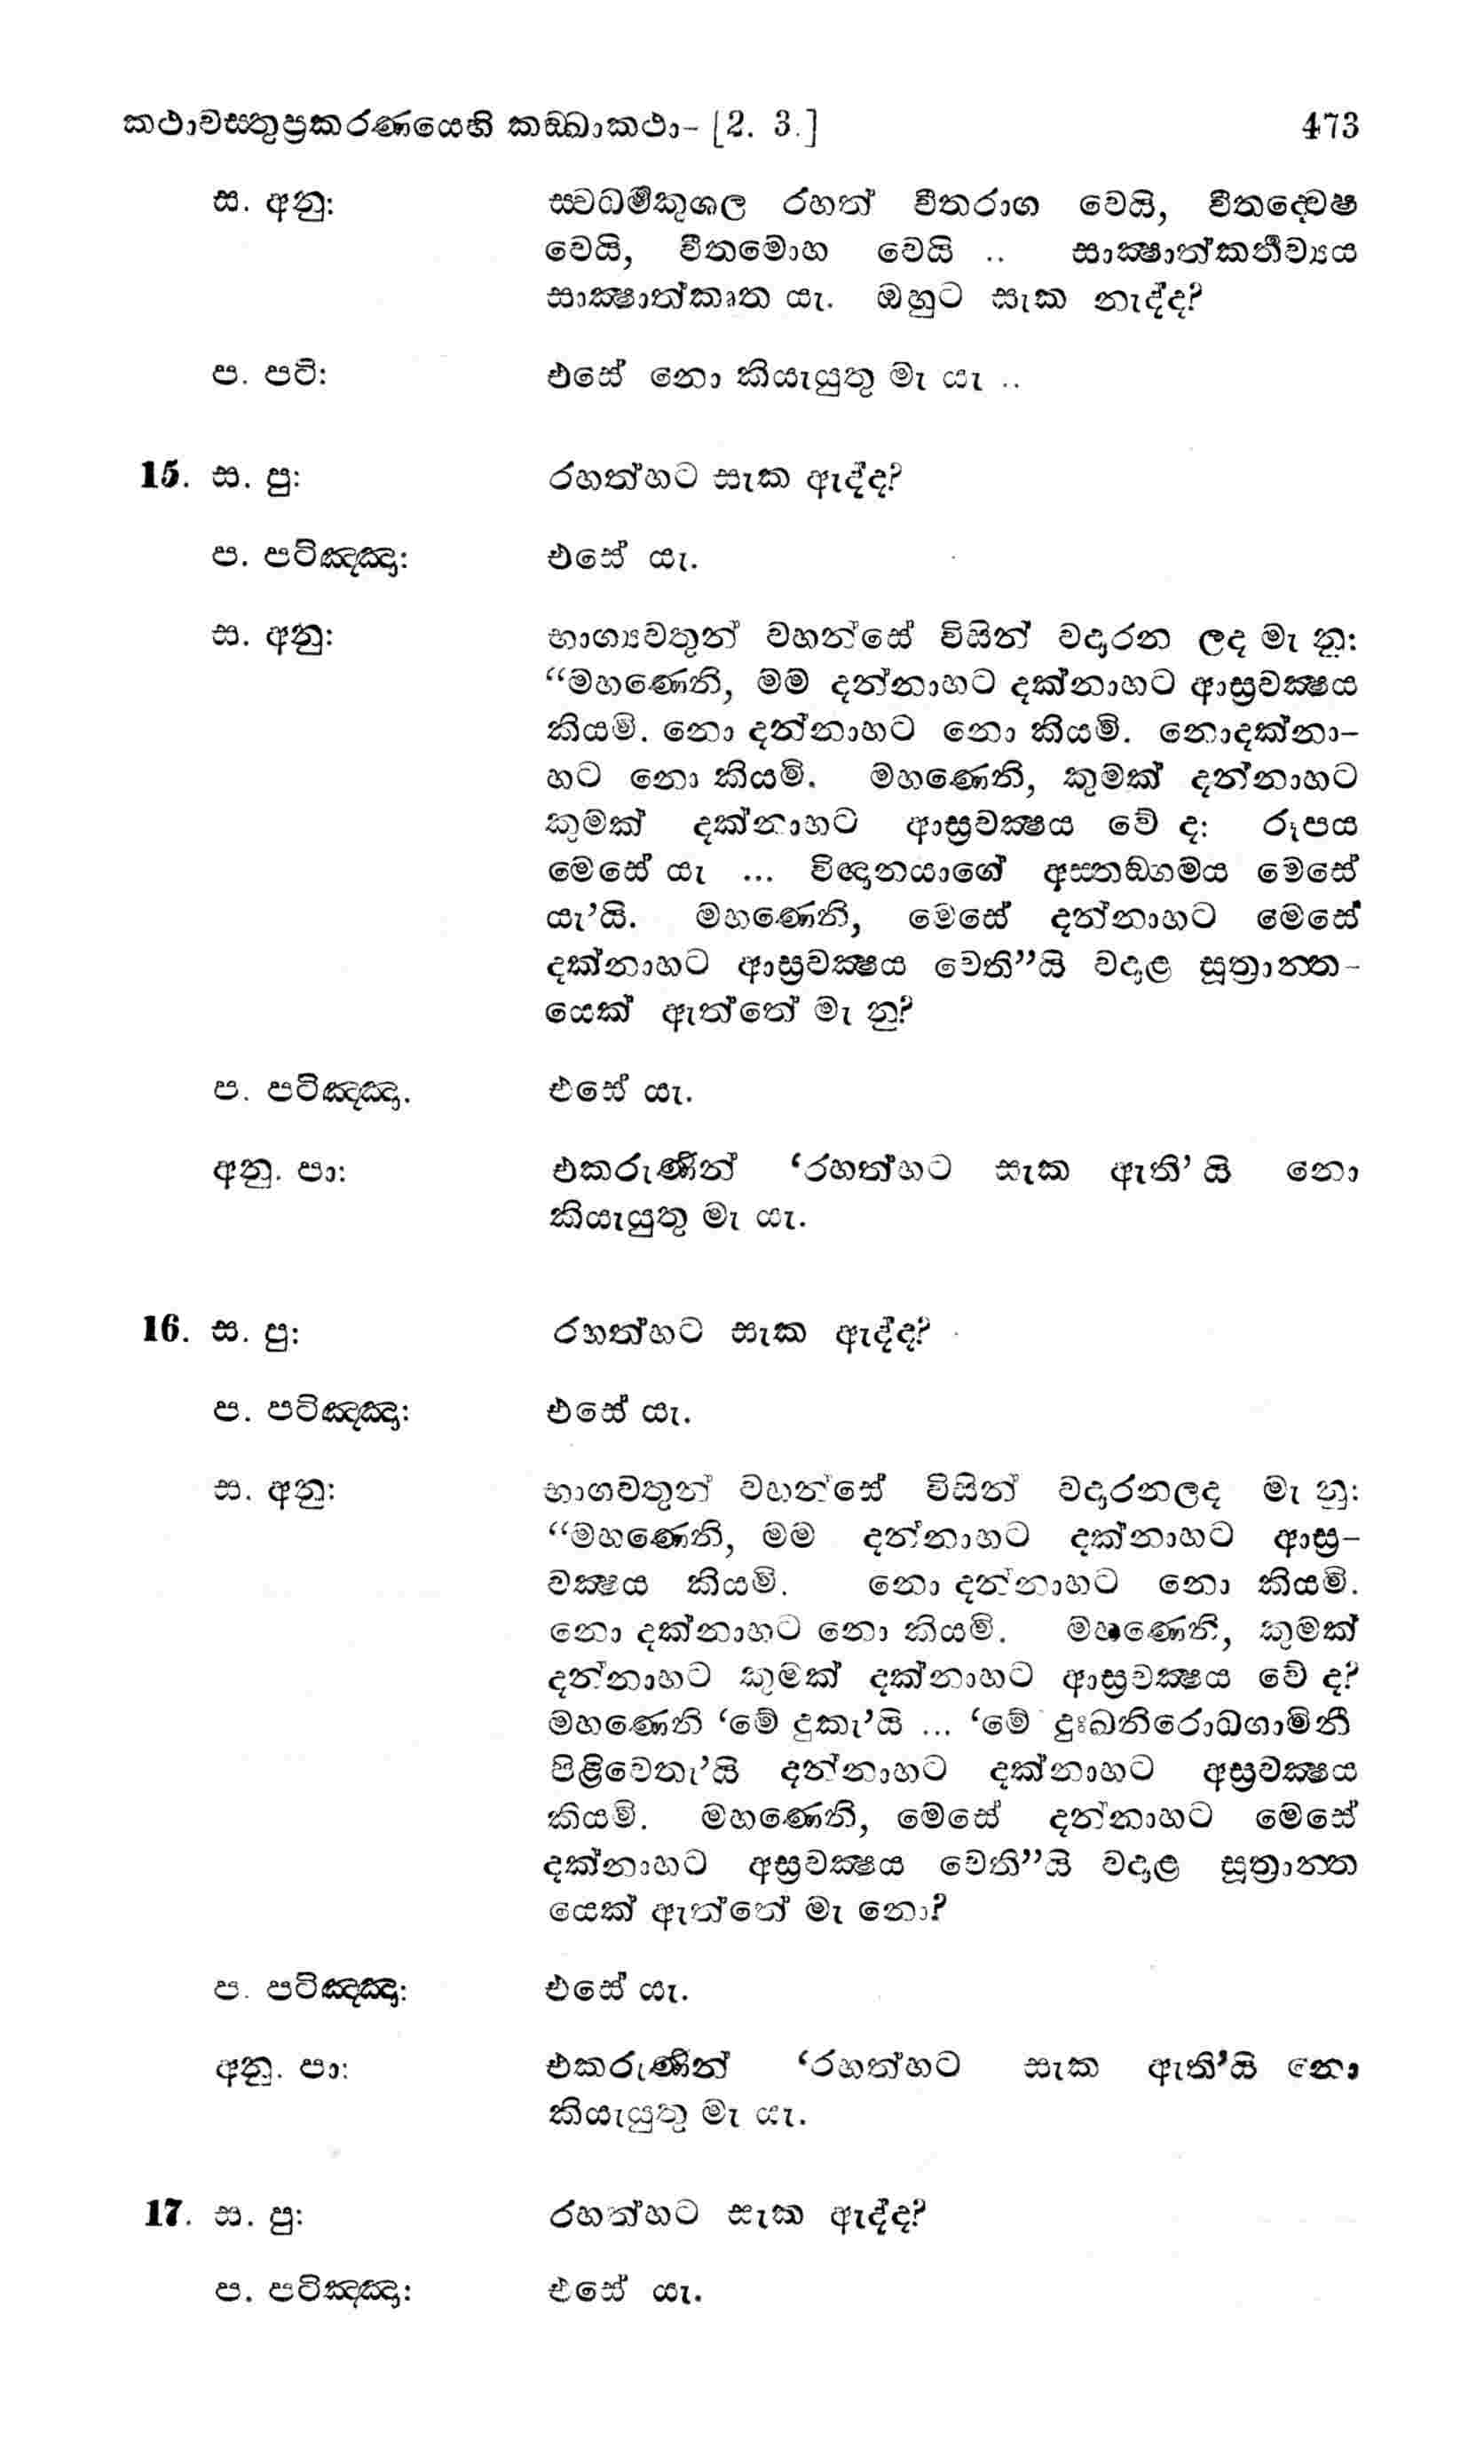 කථාවස්තුප්‍රකරණයෙහි කඞ්ඛාකථා- [2. 3.] 473
ස. අනු: ස්වධර්මකුශල රහත් වීතරාග වෙයි, වීතද්වේෂ
වෙයි, වීතමොහ වෙයි .. සාක්‍ෂාත්කර්තව්‍යය
සාක්‍ෂාත්කෘත යැ. ඔහුට සැක නැද්ද?
ප. පටි: එසේ නො කියැයුතු මැ යැ ..
15. ස. පු: රහත්හට සැක ඇද්ද?
ප. පටිඤ්ඤා: එසේ යැ.
ස. අනු: භාග්‍යවතුන් වහන්සේ විසින් වදාරන ලද මැ නු:
“මහණෙනි, මම දන්නාහට දක්නාහට ආස්‍රවක්‍ෂය
කියමි. නො දන්නාහට නො කියමි. නොදක්නා-
හට නො කියමි. මහණෙනි, කුමක් දන්නාහට
කුමක් දක්නාහට ආස්‍රවක්‍ෂය වේ ද: රූපය
මෙසේ යැ ... විඥානයාගේ අස්තඞ්ගමය මෙසේ
යැ’යි. මහණෙනි, මෙසේ දන්නාහට මෙසේ
දක්නාහට ආස්‍රවක්‍ෂය වෙති”යි වදාළ සූත්‍රාන්ත-
යෙක් ඇත්තේ මැ නු?
ප. පටිඤ්ඤා. එසේ යැ.
අනු. පා: එකරුණින් ‘රහත්හට සැක ඇති’ යි නො
කියැයුතු මැ යැ.
16. ස. පු: රහත්හට සැක ඇද්ද?
ප. පටිඤ්ඤා: එසේ යැ.
ස. අනු: භාගවතුන් වහන්සේ විසින් වදාරනලද මැ නු:
“මහණෙනි, මම දන්නාහට දක්නාහට ආස්‍ර-
වක්‍ෂය කියමි. නො දන්නාහට නො කියමි.
නො දක්නාහට නො කියමි. මහණෙනි, කුමක්
දන්නාහට කුමක් දක්නාහට ආස්‍රවක්‍ෂය වේ ද?
මහණෙනි ‘මේ දුකැ’යි ... ‘මේ දුඃඛනිරොධගාමිනී
පිළිවෙතැ’යි දන්නාහට දක්නාහට අස්‍රවක්‍ෂය
කියමි. මහණෙනි, මෙසේ දන්නාහට මෙසේ
දක්නාහට අස්‍රවක්‍ෂය වෙති”යි වදාළ සූත්‍රාන්ත
යෙක් ඇත්තේ මැ නො?
ප. පටිඤ්ඤා: එසේ යැ.
අනු. පා: එකරුණින් ‘රහත්හට සැක ඇති’යි නො
කියැයුතු මැ යැ.
17. ස. පු: රහත්හට සැක ඇද්ද?
ප. පටිඤ්ඤා: එසේ යැ.